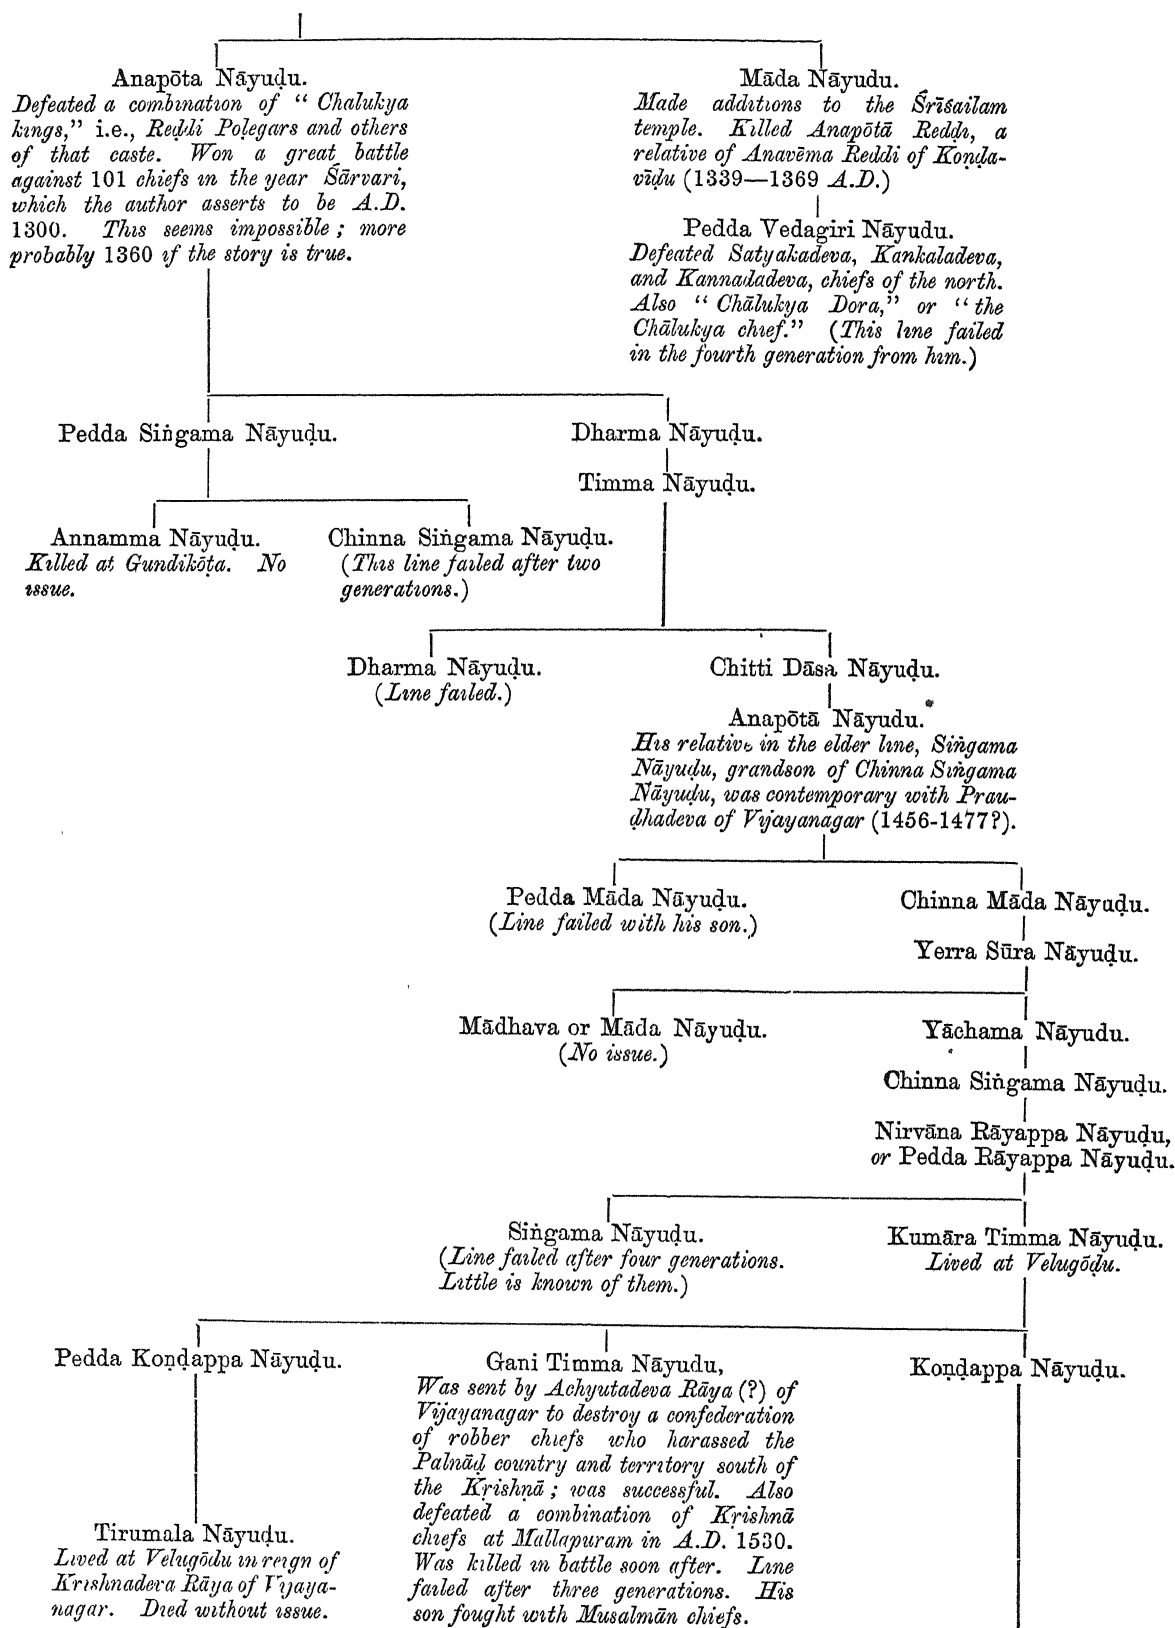 Anapōta Nāyuḍu.
Defeated a combination of “ Chalukya
kings,” i.e., Reḍḍi Poḷegars and others
of that caste. Won a great battle
against 101 chiefs in the year Śārvari,
which the author asserts to be A.D.
1300. This seems impossible ; more
probably 1360 if the story is true.
Māda Nāyudu.
Made additions to the Śrīśailam
temple. Killed Anapōtā Reḍḍi, a
relative of Anavēma Reddi of Koṇḍa-
vīḍu (1339—1369 A.D.)
Pedda Vedagiri Nāyudu.
Defeated Satyakadeva, Kankaladeva,
and Kannadadeva, chiefs of the north.
Also “ Chālukya Dora,” or “ the
Chālukya chief.” (This line failed
in the fourth generation from him.)
Pedda Siṅgama Nāyuḍu.
Dharma Nāyuḍu.
Timma Nāyuḍu.
Annamma Nāyuḍu.
Killed at Gundikōṭa. No
issue.
Chinna Siṅgama Nāyuḍu.
(This line failed after two
generations.)
Dharma Nāyuḍu.
(Line failed.)
Chitti Dāsa Nāyuḍu.
Anapōtā Nāyudu.
His relative in the elder line, Siṅgama
Nāyuḍu, grandson of Chinna Siṅgama
Nāyuḍu, was contemporary with Prau-
ḍhadeva of Vijayanagar (1456-1477?).
Pedda Māda Nāyuḍu.
(Line failed with his son.)
Chinna Māda Nāyuḍu.
Yerra Sūra Nāyuḍu.
Mādhava or Māda Nāyuḍu.
(No issue.)
Yāchama Nāyudu.
Chinna Siṅgama Nāyuḍu.
Nirvāna Rāyappa Nāyuḍu,
or Pedda Rāyappa Nāyuḍu.
Siṅgama Nāyuḍu.
(Line failed after four generations.
Little is known of them.)
Kumāra Timma Nāyuḍu.
Lived at Velugōḍu.
Pedda Koṇḍappa Nāyuḍu.
Gani Timma Nāyudu,
Was sent by Achyutadeva Rāya (?) of
Vijayanagar to destroy a confederation
of robber chiefs who harassed the
Palnāḍ country and territory south of
the Kṛishṇā ; was successful. Also
defeated a combination of Kṛishnā
chiefs at Mallapuram in A.D. 1530.
Was killed in battle soon after. Line
failed after three generations. His
son fought with Musalmān chiefs.
Koṇḍappa Nāyuḍu.
Tirumala Nāyuḍu.
Lived at Velugōdu in reign of
Krishnadeva Rāya of Vijaya-
nagar. Died without issue.